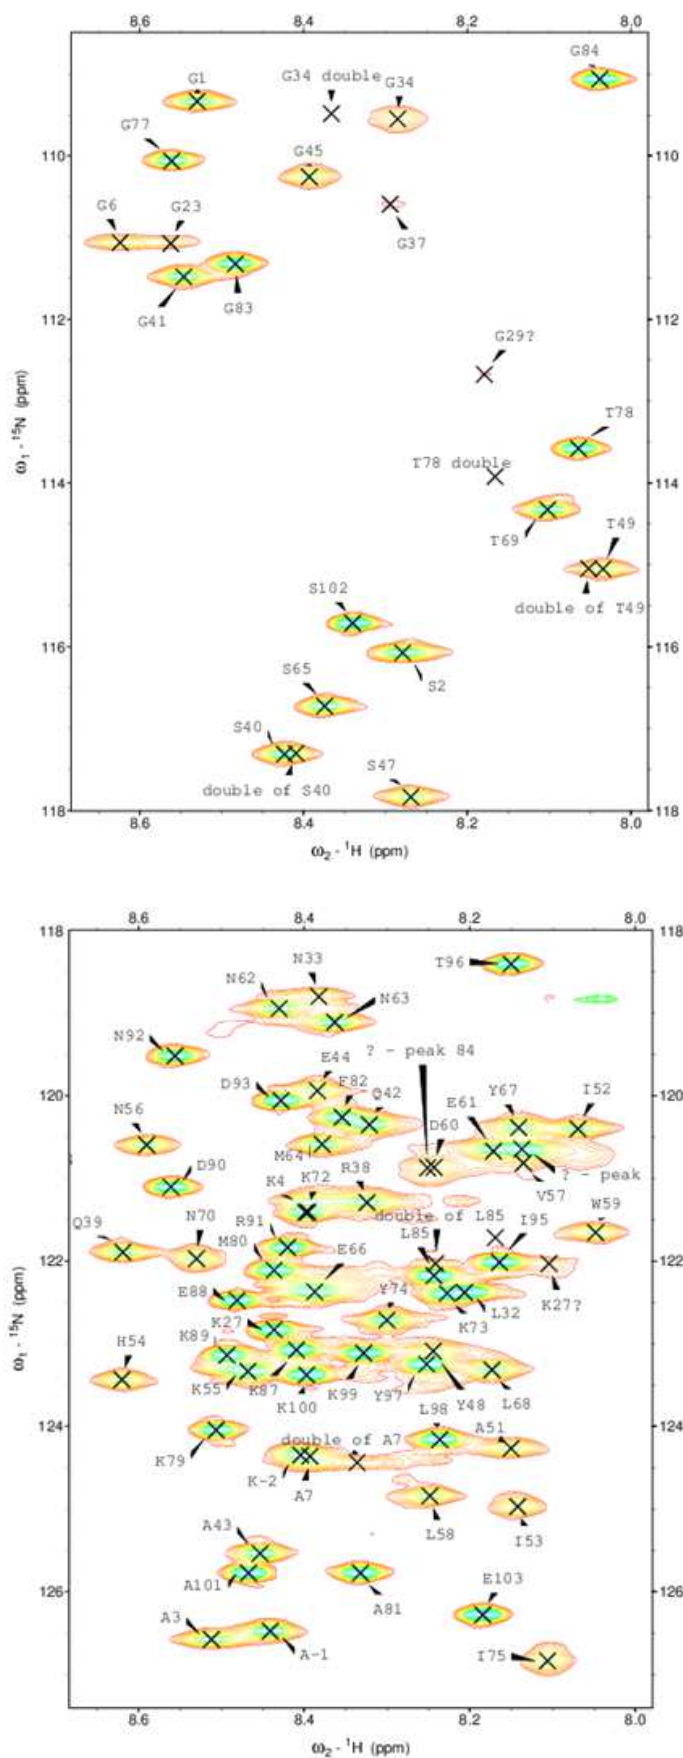 8.6 8.4 8.2 8.0
G84
G1
G34 double
G34
G77
110 110
G45
G6 G23
G37
G41 G83
112 112
G29?
T78
ω1 - 15N (ppm)
T78 double
114 114
T69
T49
double of T49
S102
116 116
S2
S65
S40
S47
double of S40
118 118
8.6 8.4 8.2 8.0
ω2 - 1H (ppm)
8.6 8.4 8.2 8.0
118 118
N33
T96
N62
N63
N92
? - peak 84
E44
F82
D93
Q42
Y67
120 120
E61
I52
N56
D60
M64
D90
K72
R38
? - peak
K4
V57
double of L85
W59
Q39
N70
R91
L85
I95
M80
E66
122 122
Y74
E88
L32
K27?
K27
K73
ω1 - 15N (ppm)
H54
K89
K55
K87
K99
Y97
Y48
L68
K100
L98
A51
124 124
double of A7
K79
K-2
A7
L58
I53
A43
A101
A81
E103
126 126
A3
A-1
I75
8.6 8.4 8.2 8.0
ω2 - 1H (ppm)